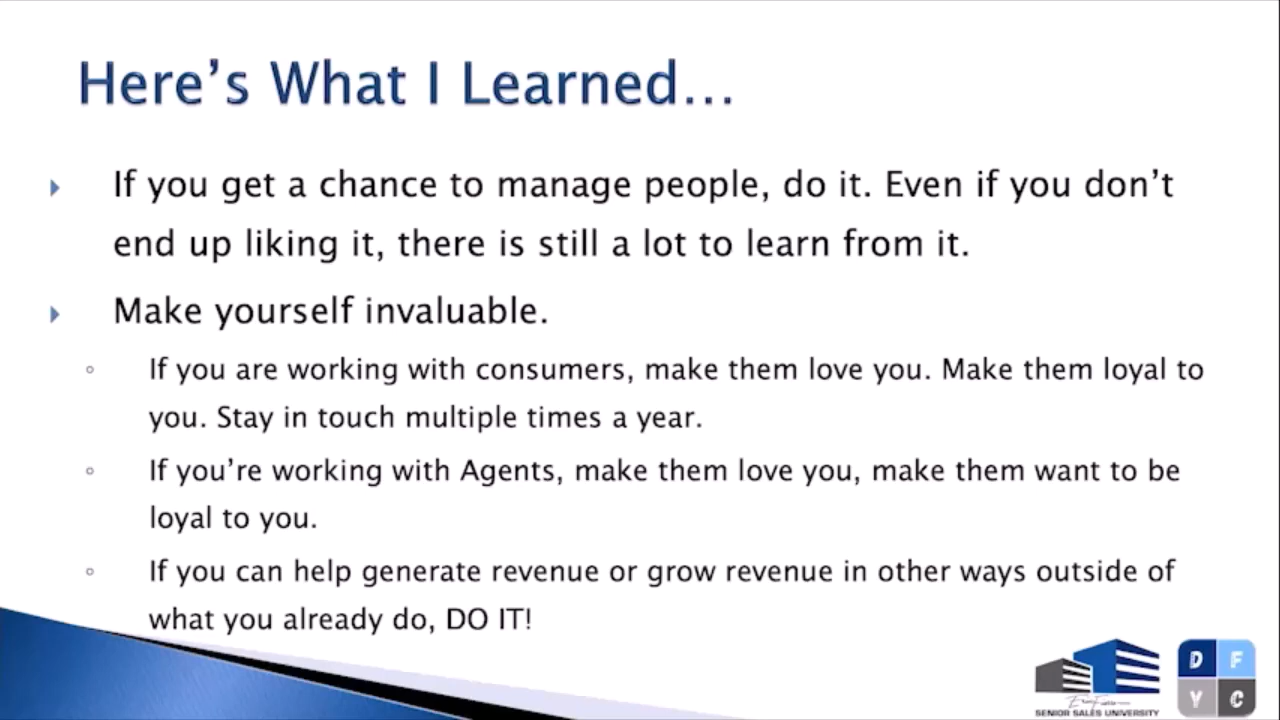 Here's What I Learned...
If you get a chance to manage people, do it. Even if you don't
end up liking it, there is still a lot to learn from it.
Make yourself invaluable.
If you are working with consumers, make them love you. Make them loyal to
you. Stay in touch multiple times a year.
If you're working with Agents, make them love you, make them want to be
loyal to you.
If you can help generate revenue or grow revenue in other ways outside of
what you already do, DO IT!
SENIOR SALES UNIVERSITY
D F
Y C